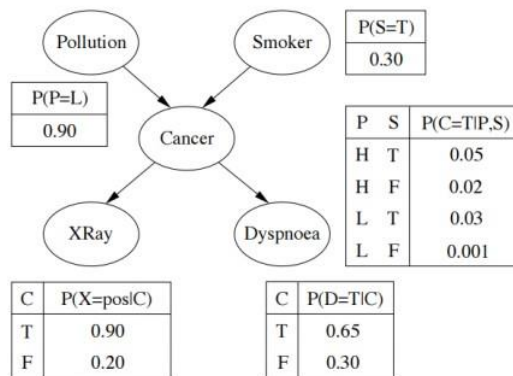 Pollution
Smoker
P(S=T)
0.30
P(P=L)
0.90
Cancer
P S P(C=T|P,S)
H T 0.05
H F 0.02
L T 0.03
L F 0.001
XRay
Dyspnoea
C P(X=pos|C)
T 0.90
F 0.20
C P(D=T|C)
T 0.65
F 0.30